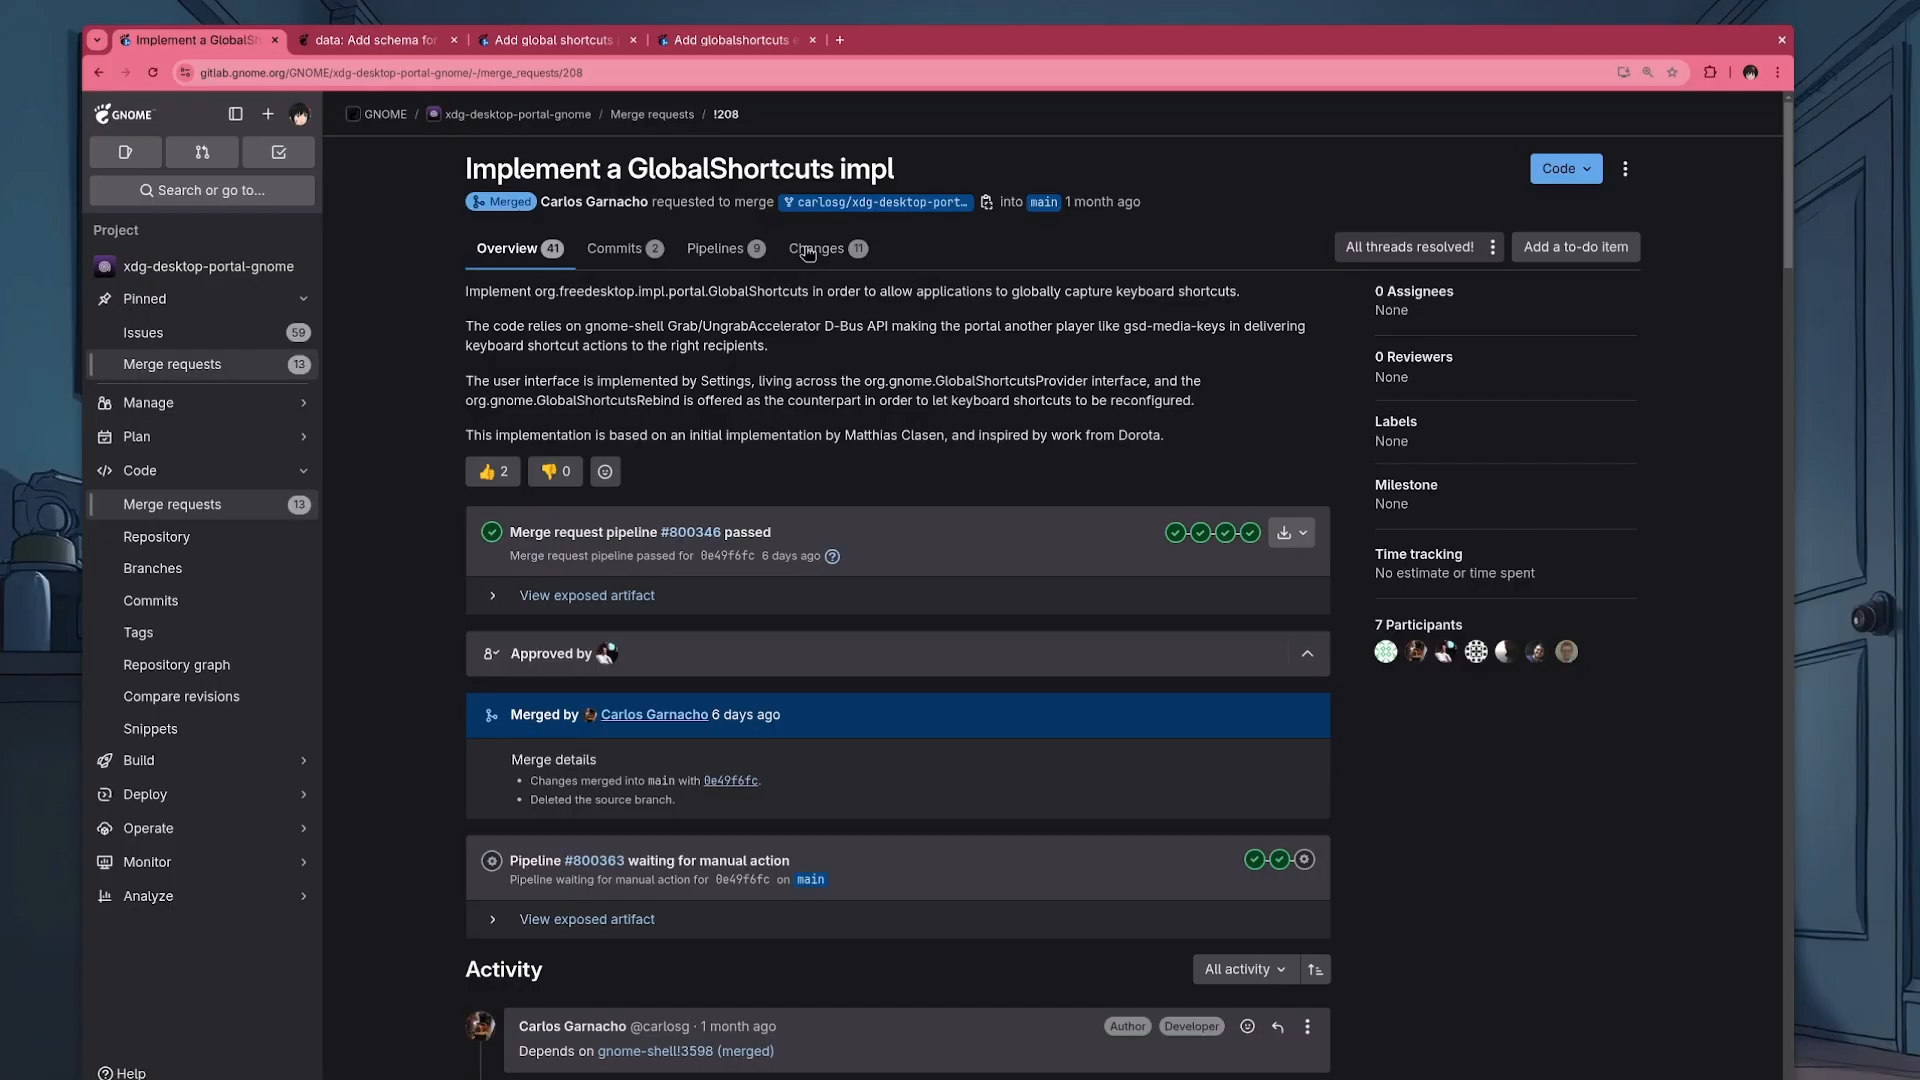 Implement a GlobalSh
data: Add schema for
Add global shortcuts
Add globalshortcuts
gitlab.gnome.org/GNOME/xdg-desktop-portal-gnome/-/merge_requests/208
GNOME
GNOME / xdg-desktop-portal-gnome / Merge requests / !208
Search or go to...
Project
xdg-desktop-portal-gnome
Pinned
Issues 59
Merge requests 13
Manage
Plan
Code
Merge requests 13
Repository
Branches
Commits
Tags
Repository graph
Compare revisions
Snippets
Build
Deploy
Operate
Monitor
Analyze
Help
Implement a GlobalShortcuts impl
Code
Merged Carlos Garnacho requested to merge carlosg/xdg-desktop-port… into main 1 month ago
Overview 41 Commits 2 Pipelines 9 Changes 11
All threads resolved! Add a to-do item
Implement org.freedesktop.impl.portal.GlobalShortcuts in order to allow applications to globally capture keyboard shortcuts.
The code relies on gnome-shell Grab/UngrabAccelerator D-Bus API making the portal another player like gsd-media-keys in delivering
keyboard shortcut actions to the right recipients.
The user interface is implemented by Settings, living across the org.gnome.GlobalShortcutsProvider interface, and the
org.gnome.GlobalShortcutsRebind is offered as the counterpart in order to let keyboard shortcuts to be reconfigured.
This implementation is based on an initial implementation by Matthias Clasen, and inspired by work from Dorota.
👍 2 👎 0
Merge request pipeline #800346 passed
Merge request pipeline passed for 0e49f6fc 6 days ago
View exposed artifact
Approved by
Merged by Carlos Garnacho 6 days ago
Merge details
• Changes merged into main with 0e49f6fc.
• Deleted the source branch.
Pipeline #800363 waiting for manual action
Pipeline waiting for manual action for 0e49f6fc on main
View exposed artifact
Activity
All activity
Carlos Garnacho @carlosg · 1 month ago
Author Developer
Depends on gnome-shell!3598 (merged)
0 Assignees
None
0 Reviewers
None
Labels
None
Milestone
None
Time tracking
No estimate or time spent
7 Participants